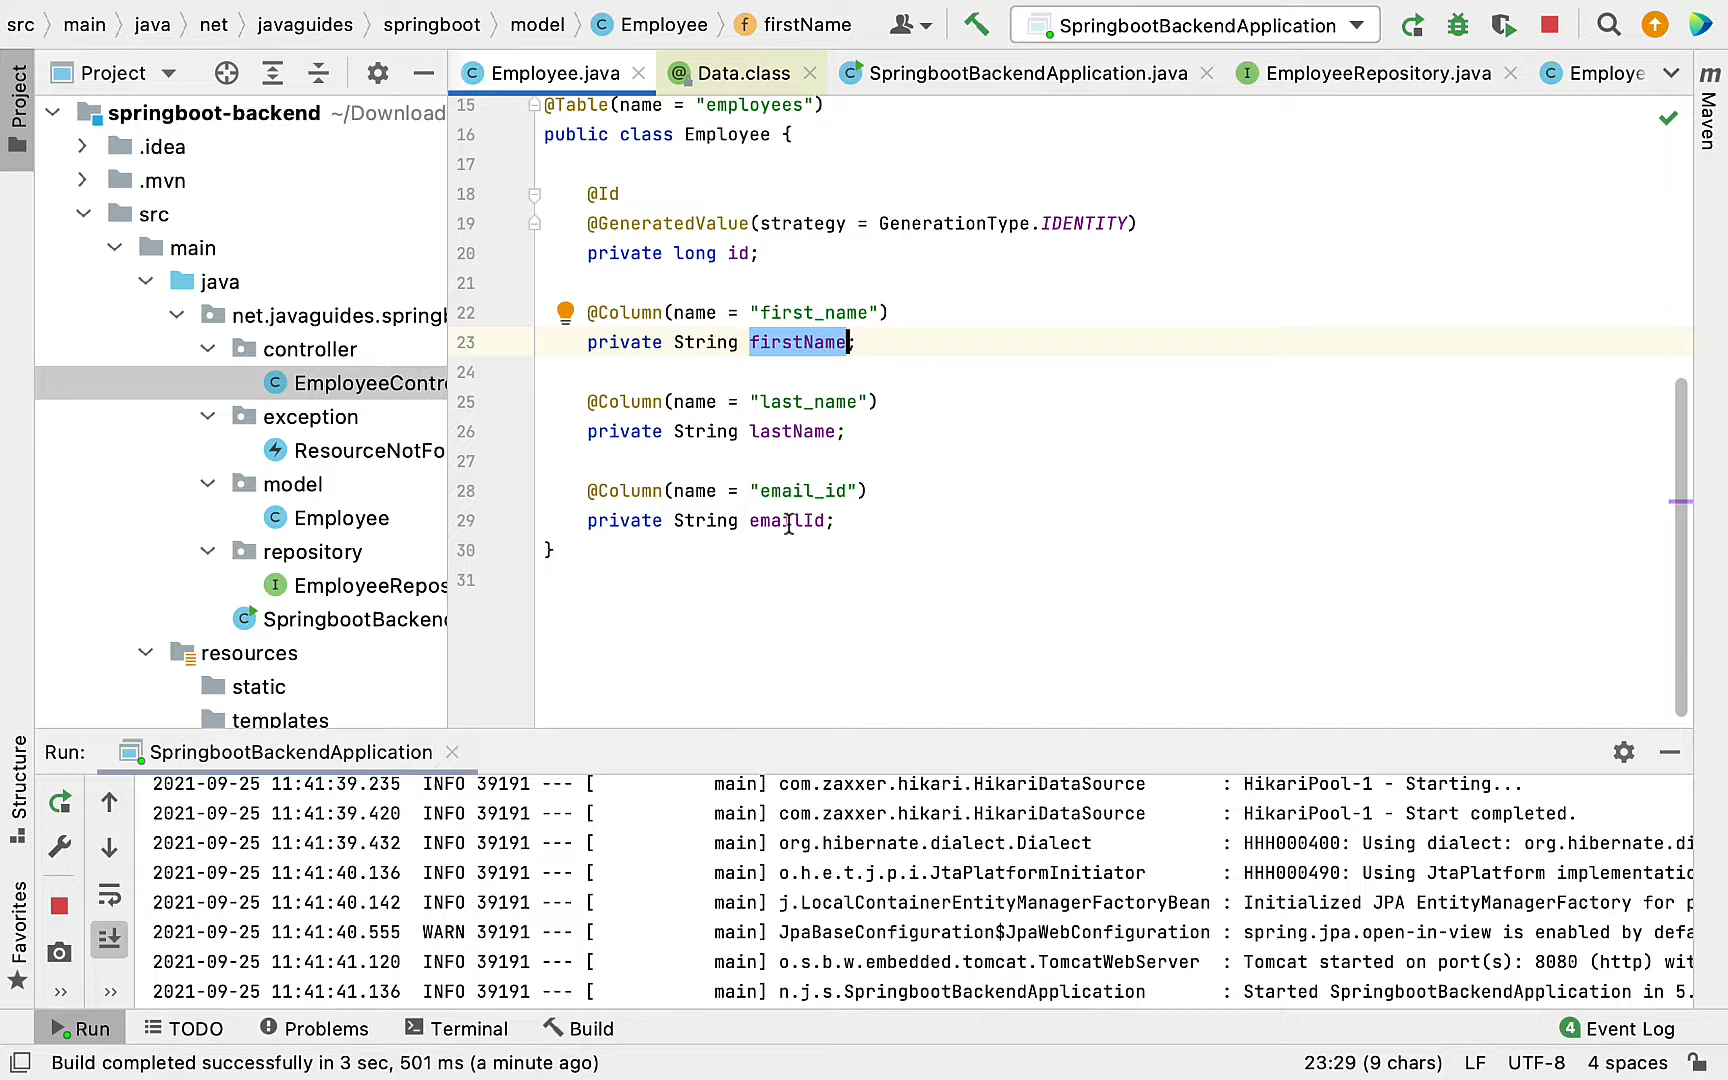 src main java net javaguides springboot model Employee firstName SpringbootBackendApplication
Project
Employee.java Data.class SpringbootBackendApplication.java EmployeeRepository.java Employe
Project
Maven
springboot-backend ~/Download
.idea
.mvn
src
main
java
net.javaguides.springb
controller
EmployeeContro
exception
ResourceNotFo
model
Employee
repository
EmployeeRepos
SpringbootBackend
resources
static
templates
15 @Table(name = "employees")
16 public class Employee {
17
18 @Id
19 @GeneratedValue(strategy = GenerationType.IDENTITY)
20 private long id;
21
22 @Column(name = "first_name")
23 private String firstName;
24
25 @Column(name = "last_name")
26 private String lastName;
27
28 @Column(name = "email_id")
29 private String emailId;
30 }
31
Structure
Favorites
Run: SpringbootBackendApplication
2021-09-25 11:41:39.235 INFO 39191 --- [ main] com.zaxxer.hikari.HikariDataSource : HikariPool-1 - Starting...
2021-09-25 11:41:39.420 INFO 39191 --- [ main] com.zaxxer.hikari.HikariDataSource : HikariPool-1 - Start completed.
2021-09-25 11:41:39.432 INFO 39191 --- [ main] org.hibernate.dialect.Dialect : HHH000400: Using dialect: org.hibernate.di
2021-09-25 11:41:40.136 INFO 39191 --- [ main] o.h.e.t.j.p.i.JtaPlatformInitiator : HHH000490: Using JtaPlatform implementatio
2021-09-25 11:41:40.142 INFO 39191 --- [ main] j.LocalContainerEntityManagerFactoryBean : Initialized JPA EntityManagerFactory for p
2021-09-25 11:41:40.555 WARN 39191 --- [ main] JpaBaseConfiguration$JpaWebConfiguration : spring.jpa.open-in-view is enabled by defa
2021-09-25 11:41:41.120 INFO 39191 --- [ main] o.s.b.w.embedded.tomcat.TomcatWebServer : Tomcat started on port(s): 8080 (http) wit
2021-09-25 11:41:41.136 INFO 39191 --- [ main] n.j.s.SpringbootBackendApplication : Started SpringbootBackendApplication in 5.
Run TODO Problems Terminal Build 4 Event Log
Build completed successfully in 3 sec, 501 ms (a minute ago) 23:29 (9 chars) LF UTF-8 4 spaces